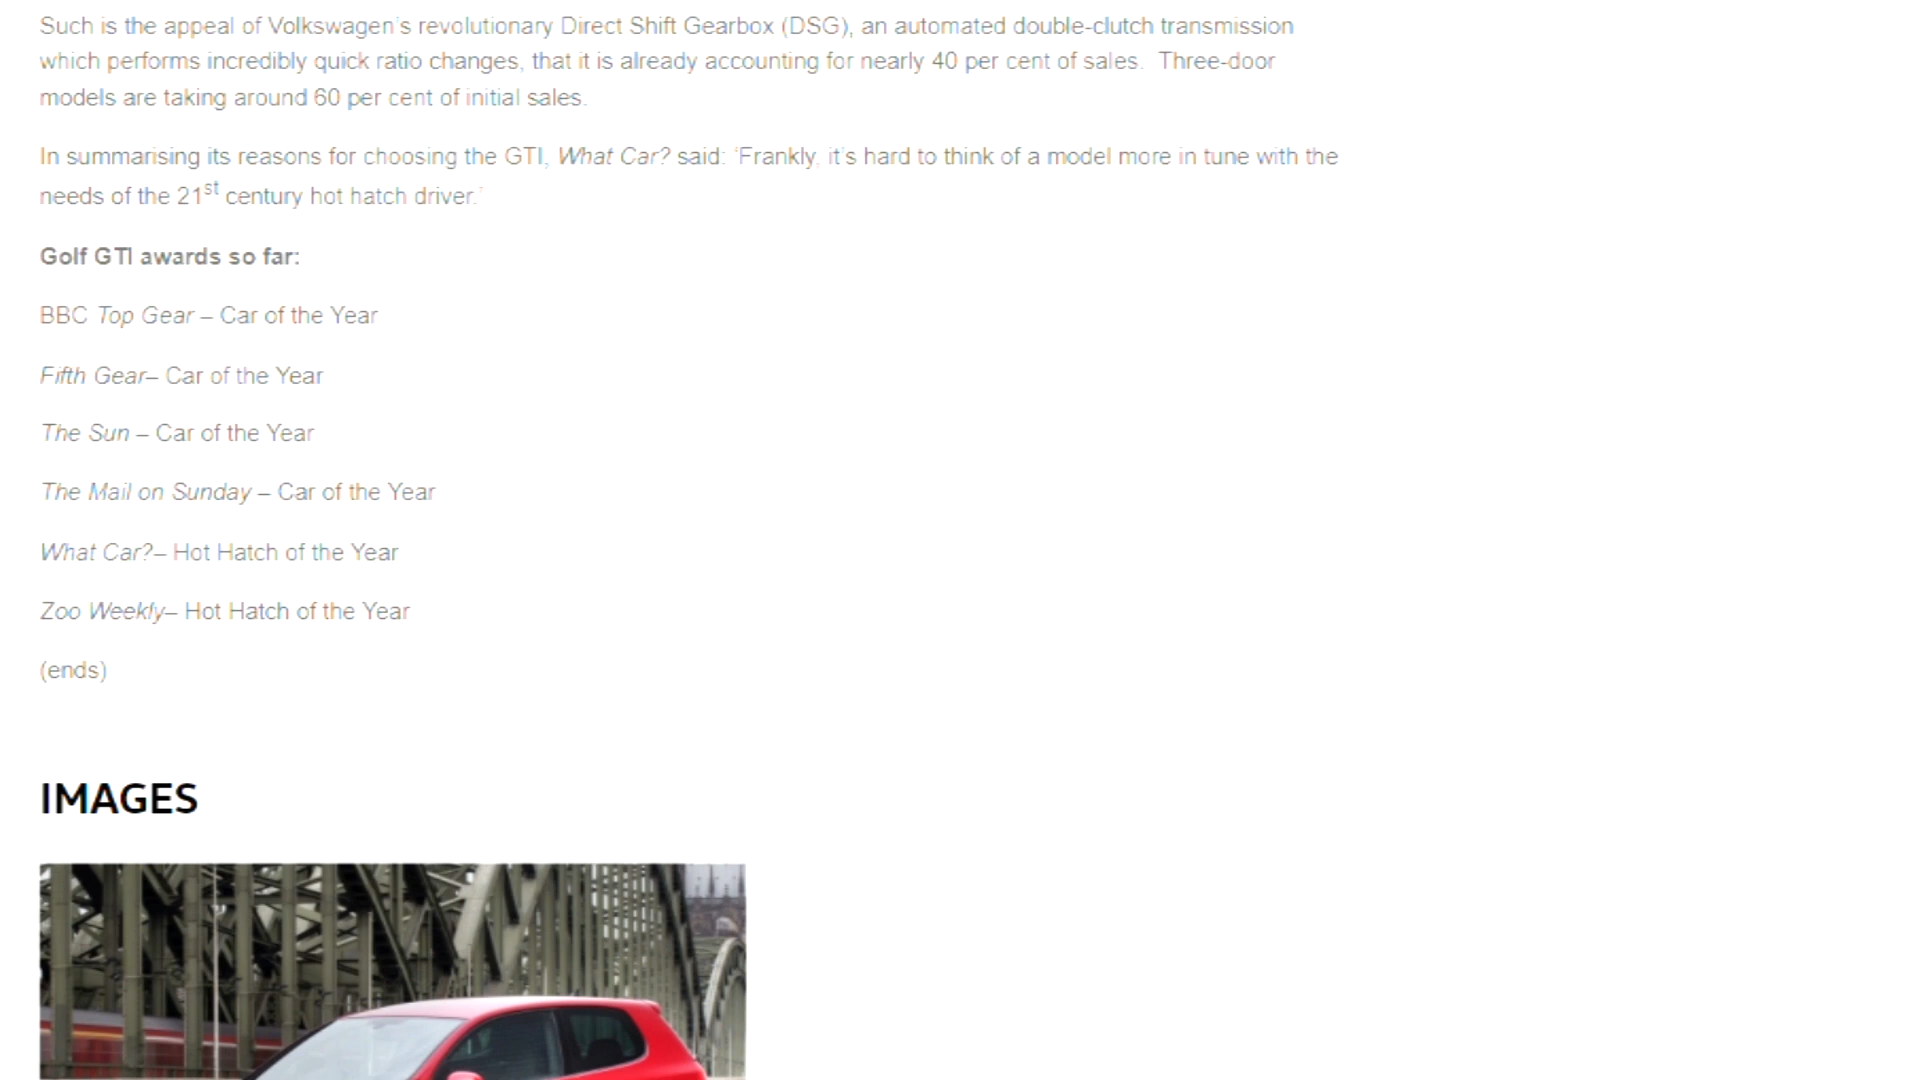 Such is the appeal of Volkswagen's revolutionary Direct Shift Gearbox (DSG), an automated double-clutch transmission
which performs incredibly quick ratio changes, that it is already accounting for nearly 40 per cent of sales.  Three-door
models are taking around 60 per cent of initial sales.
In summarising its reasons for choosing the GTI, What Car? said: 'Frankly, it's hard to think of a model more in tune with the
needs of the 21st century hot hatch driver.'
Golf GTI awards so far:
BBC Top Gear – Car of the Year
Fifth Gear– Car of the Year
The Sun – Car of the Year
The Mail on Sunday – Car of the Year
What Car?– Hot Hatch of the Year
Zoo Weekly– Hot Hatch of the Year
(ends)
IMAGES